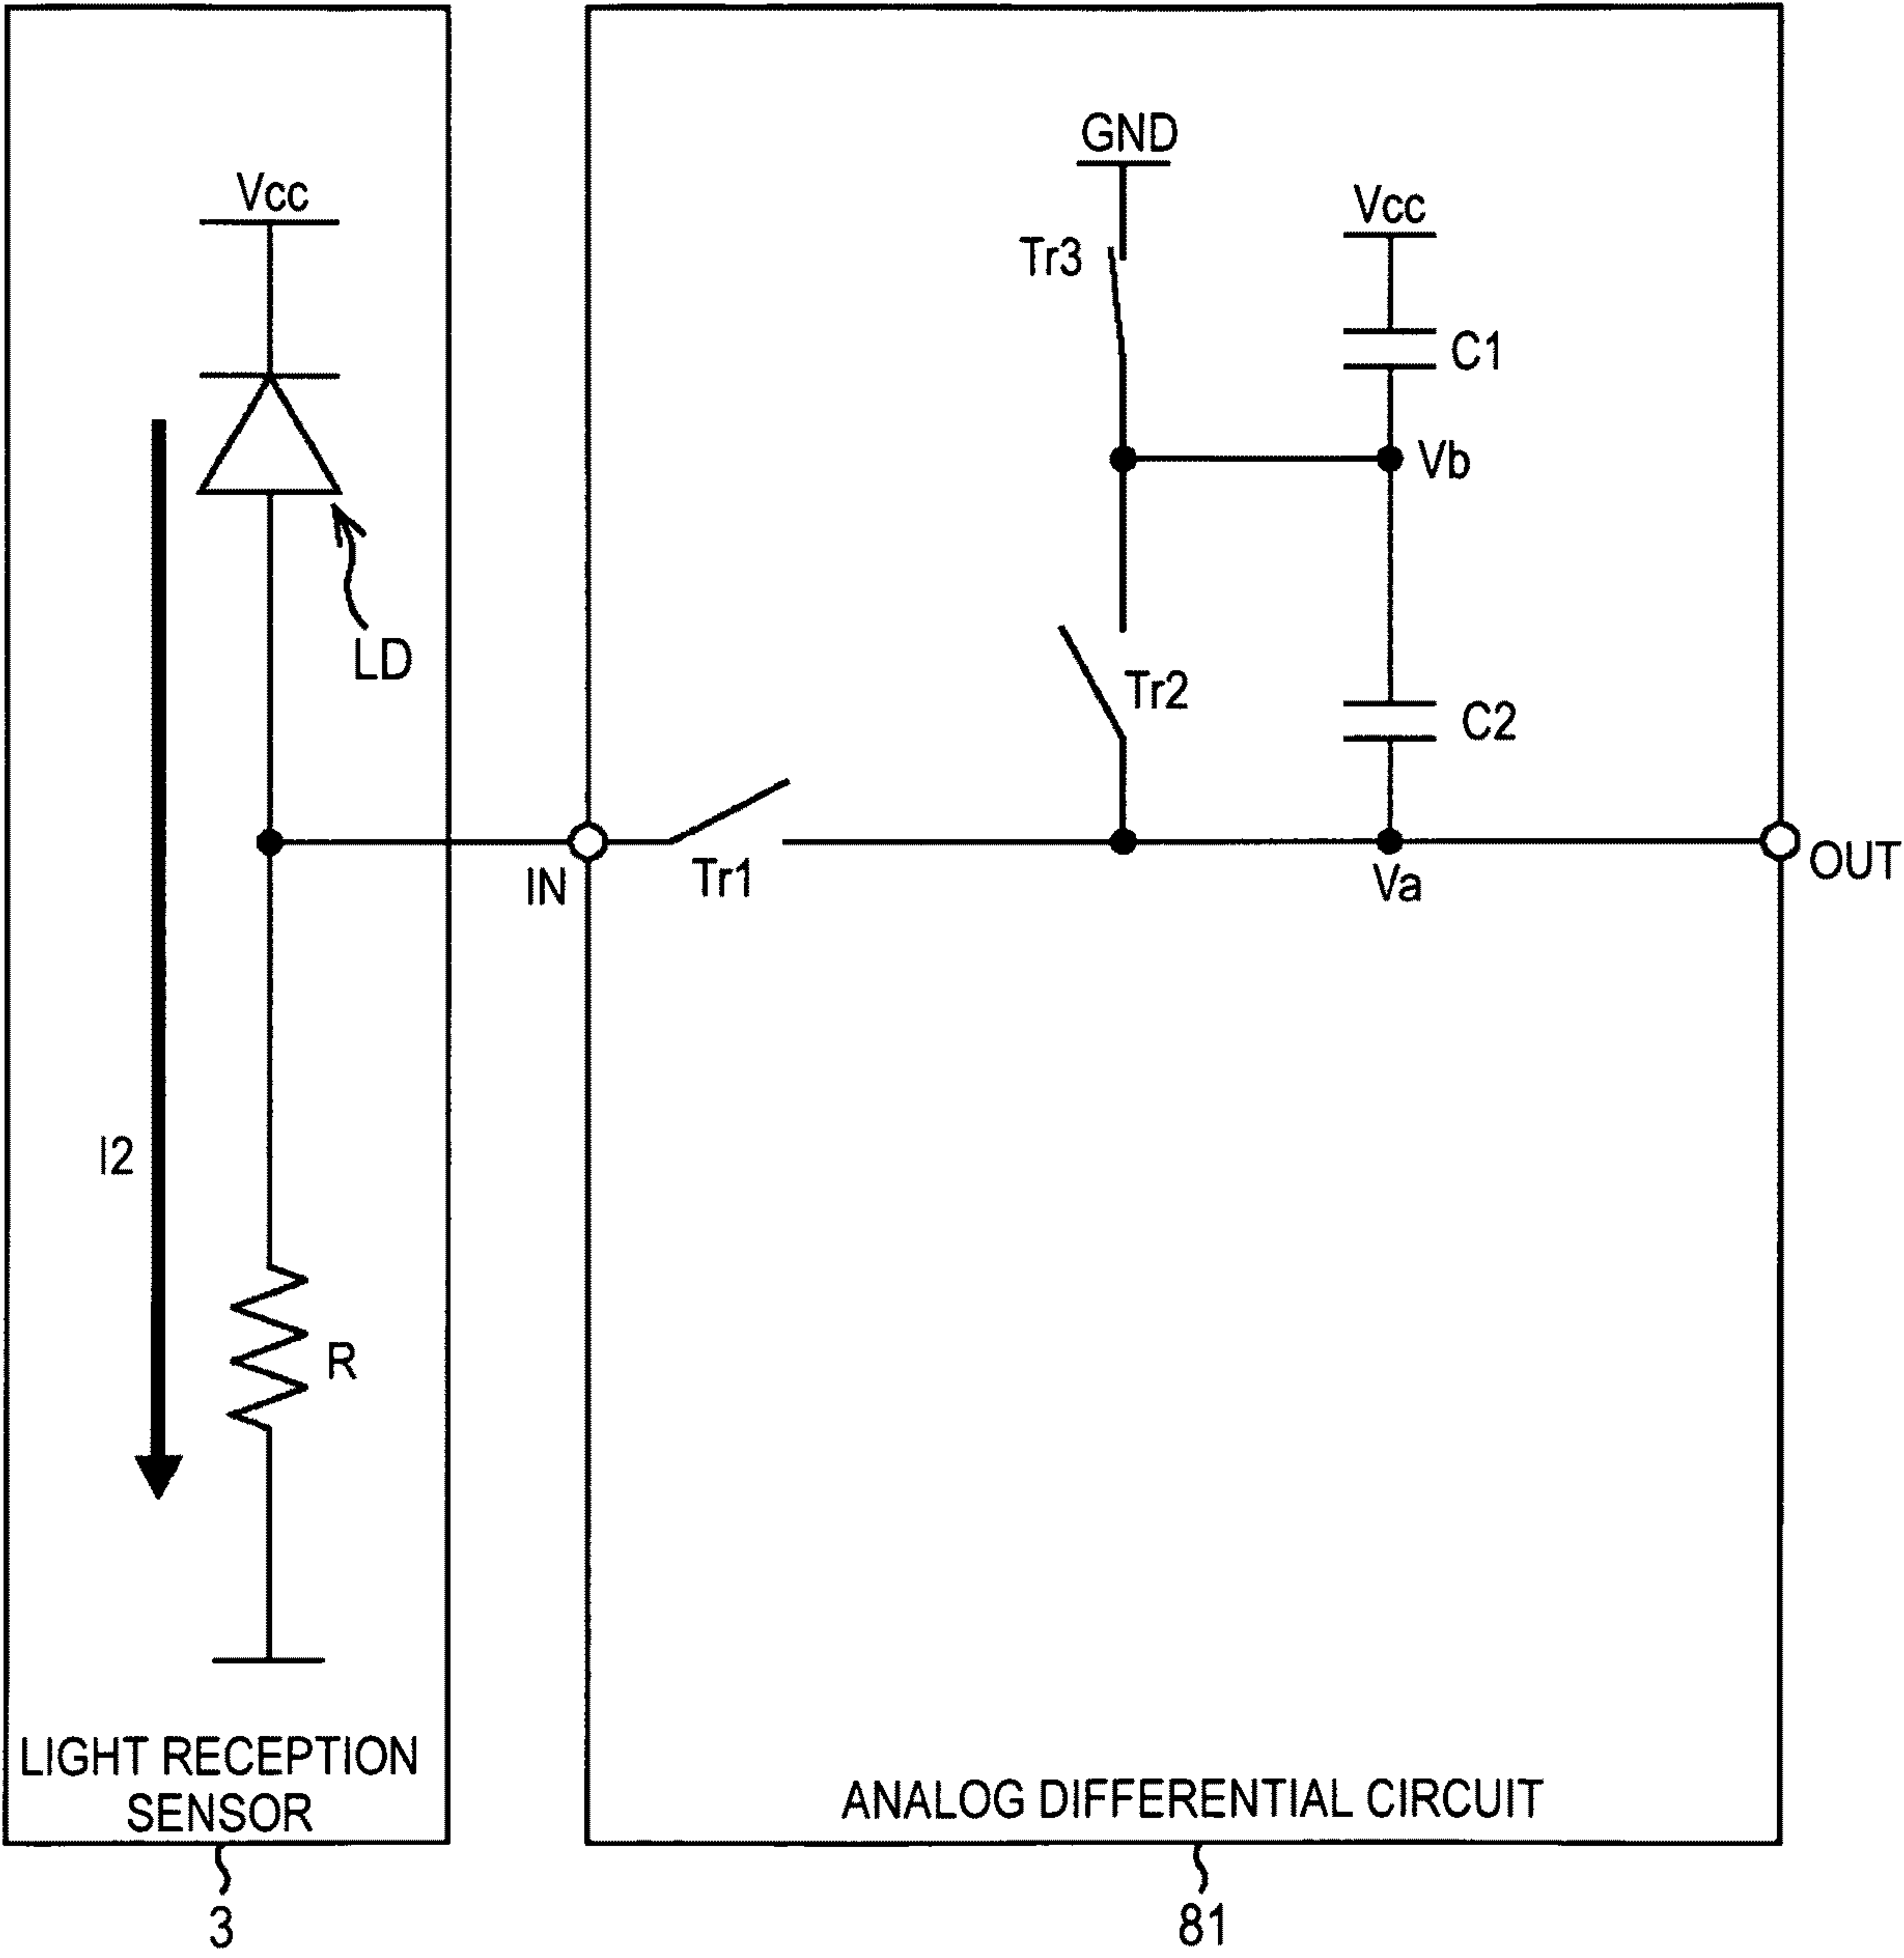 Vcc
LD
I2
R
LIGHT RECEPTION
SENSOR
3
GND
Tr3
Vcc
C1
Vb
Tr2
C2
IN
Tr1
Va
OUT
ANALOG DIFFERENTIAL CIRCUIT
81